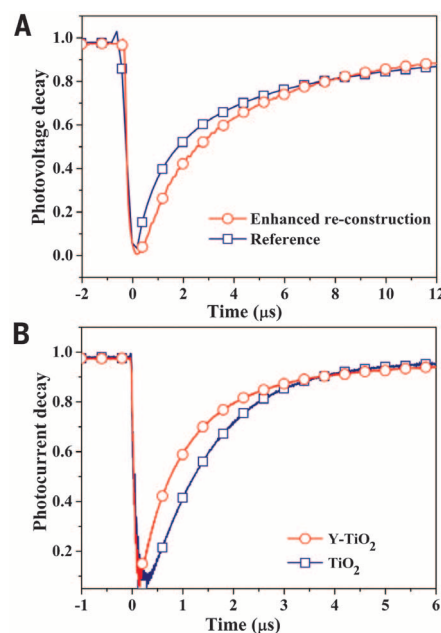 A
1.0
0.8
0.6
0.4
0.2
0.0
Photovoltage decay
Enhanced re-construction
Reference
-2 0 2 4 6 8 10 12
Time (μs)
B
1.0
0.8
0.6
0.4
0.2
Photocurrent decay
Y-TiO₂
TiO₂
-1 0 1 2 3 4 5 6
Time (μs)